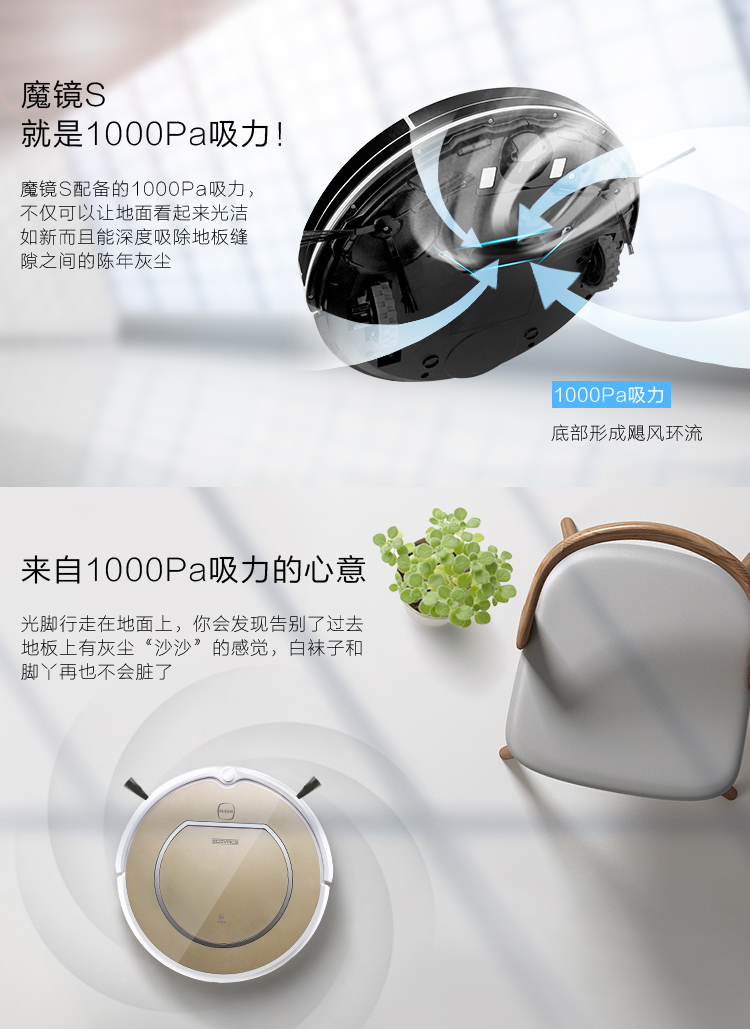 魔镜S
就是1000Pa吸力!
魔镜S配备的1000Pa吸力，
不仅可以让地面看起来光洁
如新而且能深度吸除地板缝
隙之间的陈年灰尘
1000Pa吸力
底部形成飓风环流
来自1000Pa吸力的心意
光脚行走在地面上，你会发现告别了过去
地板上有灰尘“沙沙”的感觉，白袜子和
脚丫再也不会脏了
ECOVACS